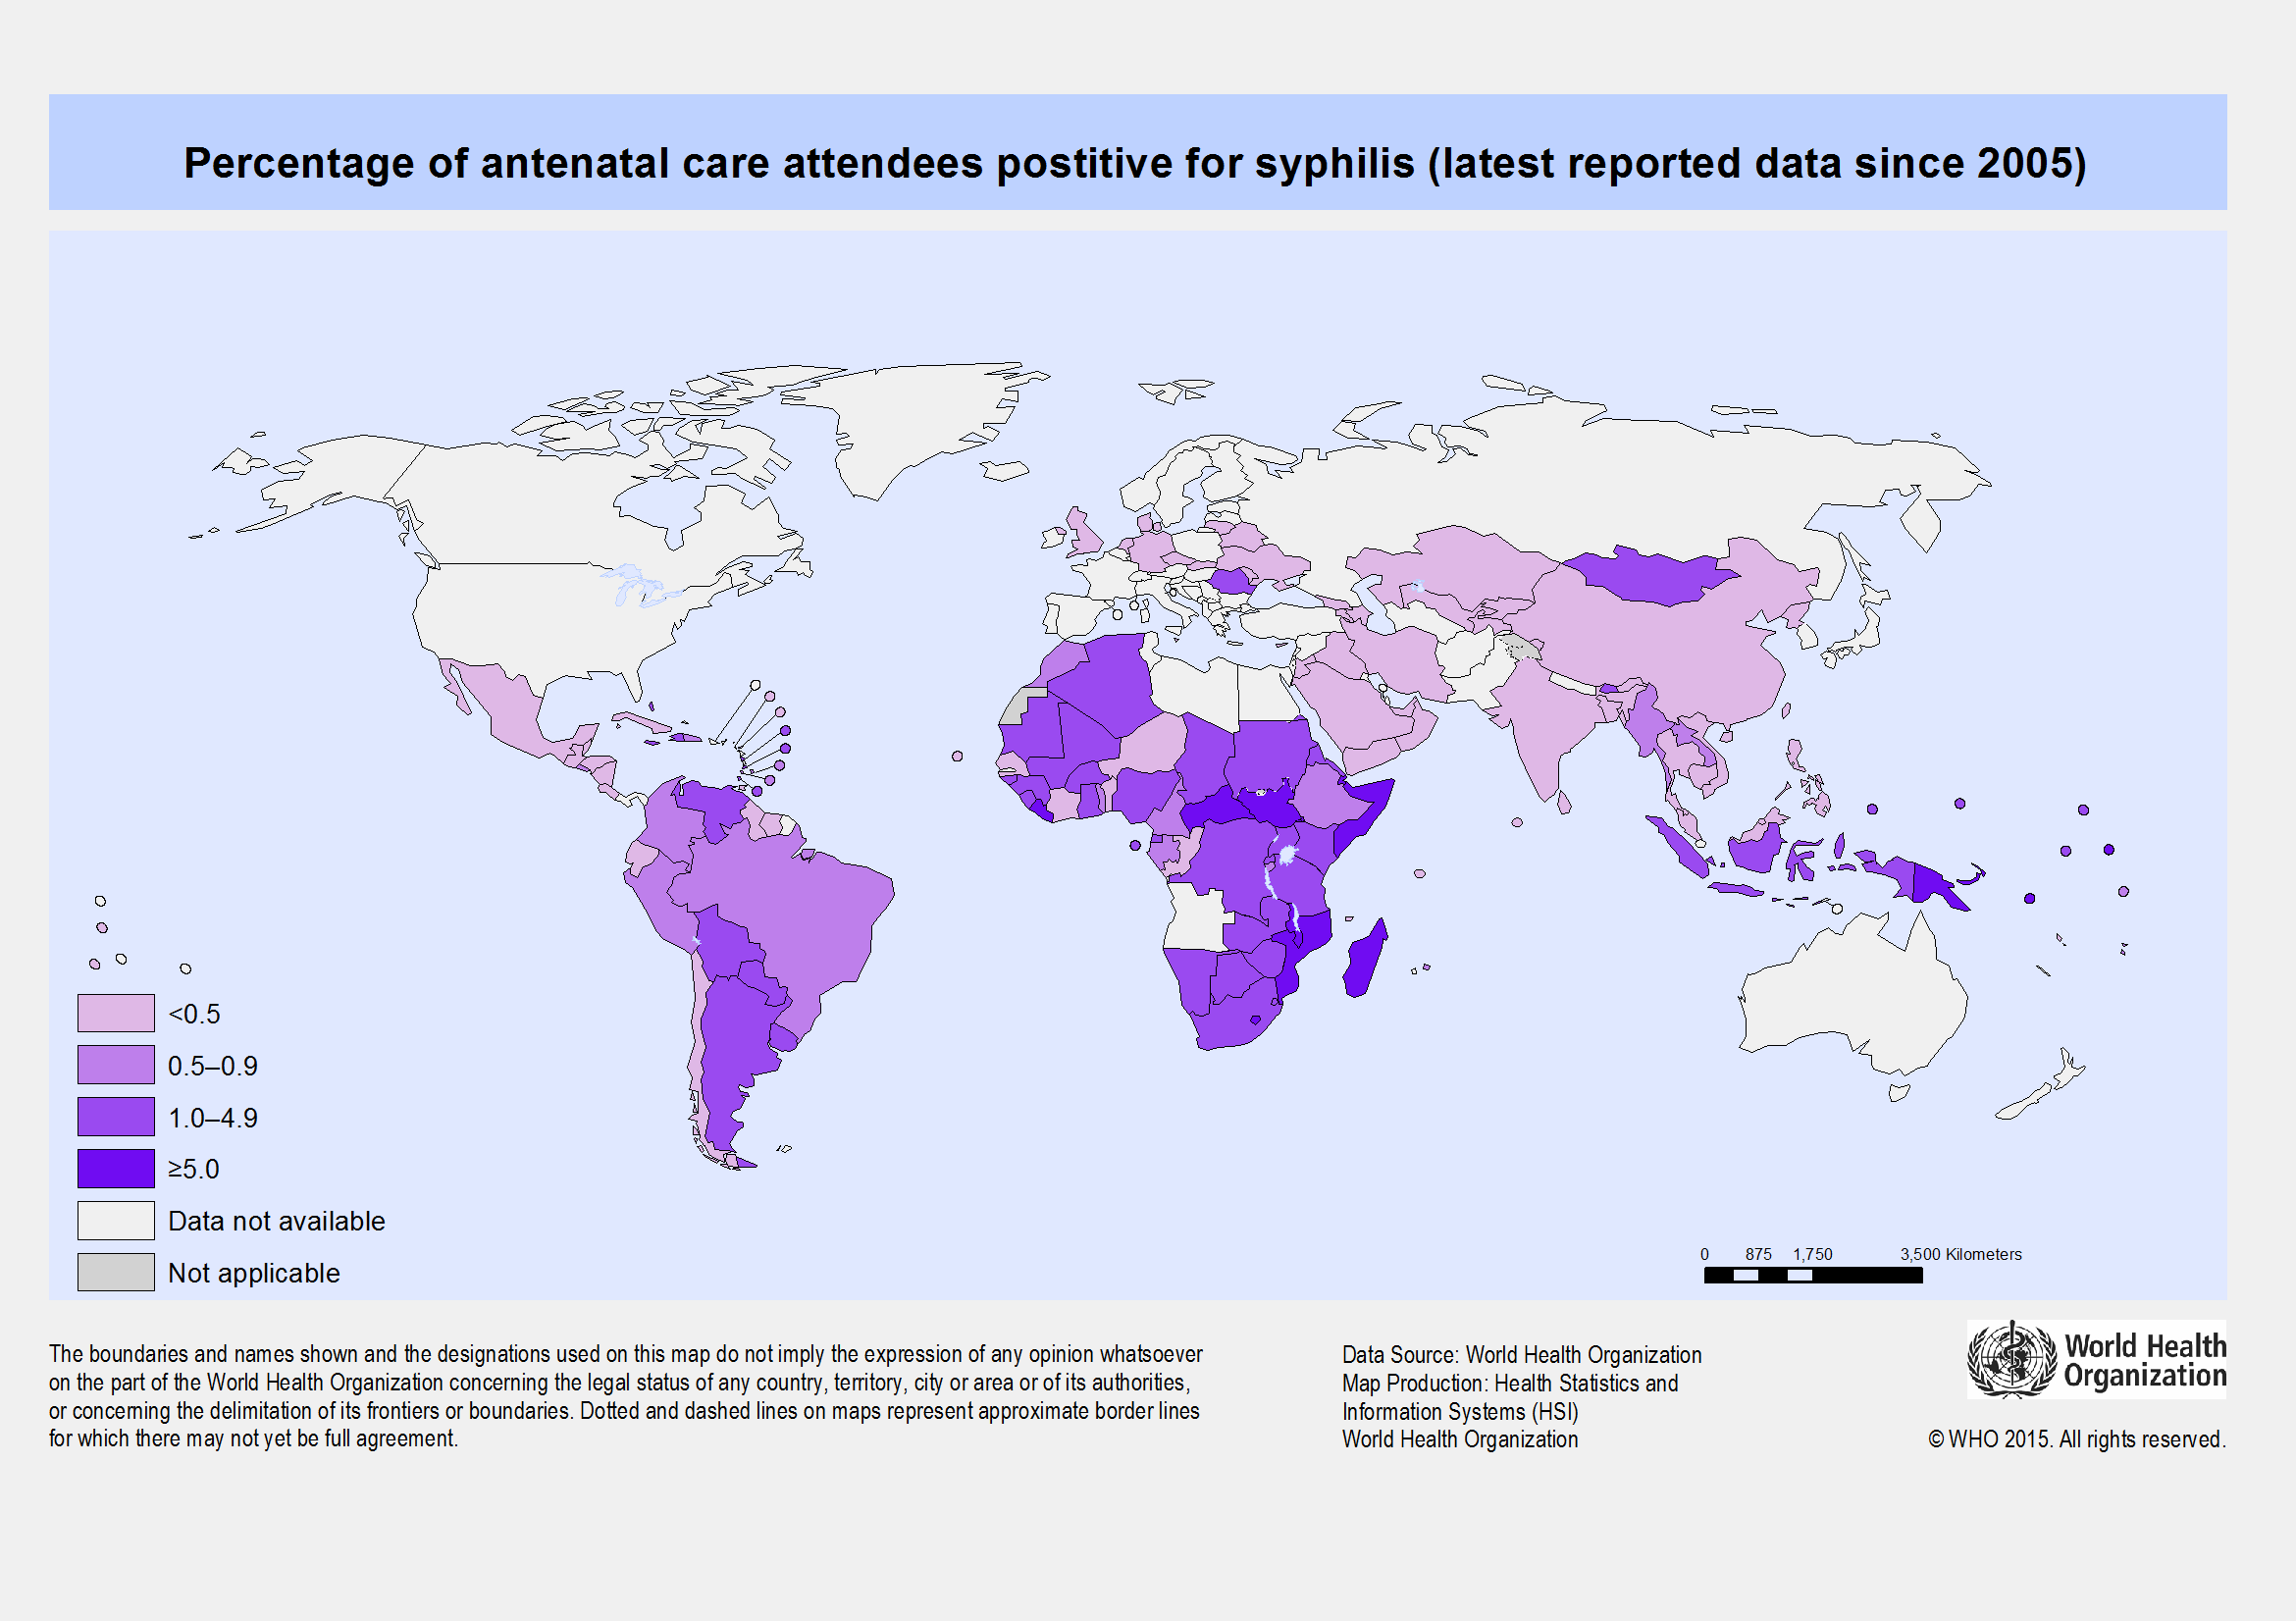 Percentage of antenatal care attendees postitive for syphilis (latest reported data since 2005)
<0.5
0.5–0.9
1.0–4.9
≥5.0
Data not available
Not applicable
0 875 1,750 3,500 Kilometers
The boundaries and names shown and the designations used on this map do not imply the expression of any opinion whatsoever
on the part of the World Health Organization concerning the legal status of any country, territory, city or area or of its authorities,
or concerning the delimitation of its frontiers or boundaries. Dotted and dashed lines on maps represent approximate border lines
for which there may not yet be full agreement.
Data Source: World Health Organization
Map Production: Health Statistics and
Information Systems (HSI)
World Health Organization
World Health
Organization
© WHO 2015. All rights reserved.